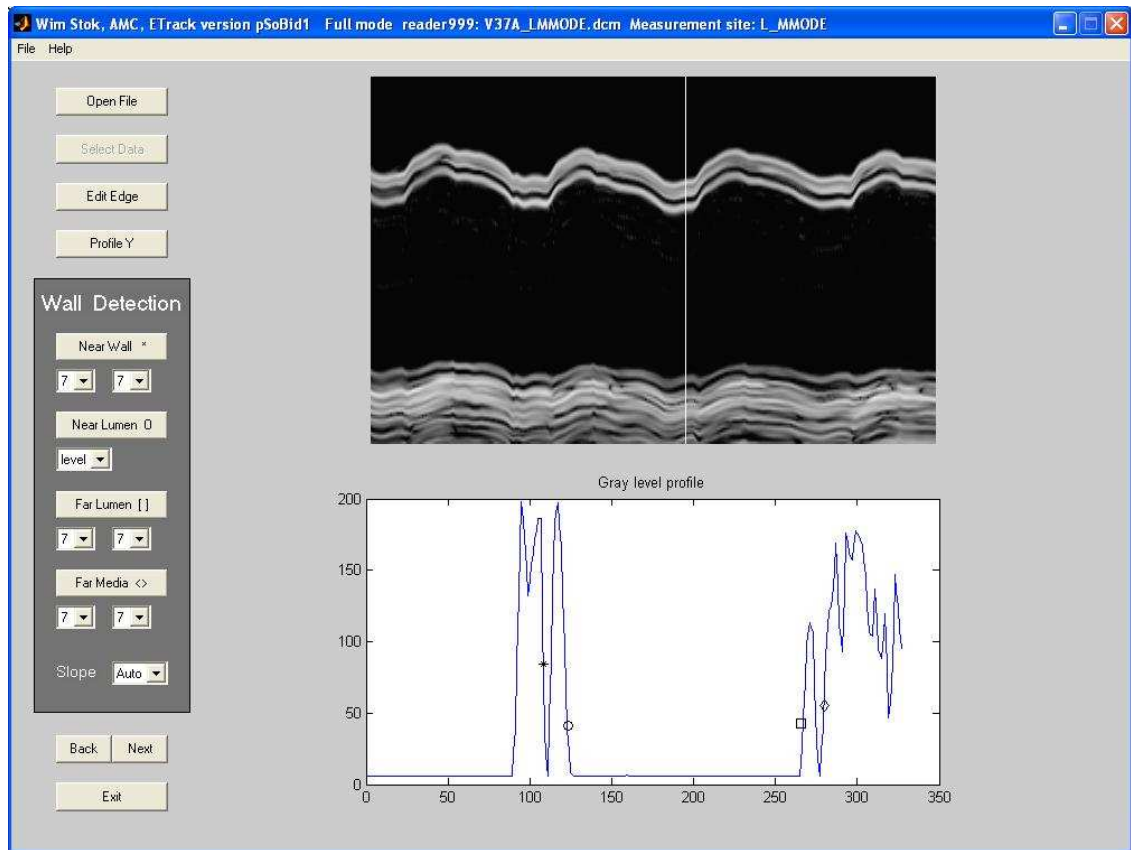 Wim Stok, AMC, ETrack version pSoBid1 Full mode reader999: V37A_LMMODE.dcm Measurement site: L_MMODE
File Help
Open File
Select Data
Edit Edge
Profile Y
Wall Detection
Near Wall *
7 7
Near Lumen O
level
Far Lumen [ ]
7 7
Far Media <>
7 7
Slope Auto
Back Next
Exit
Gray level profile
200
150
100
50
0
0 50 100 150 200 250 300 350